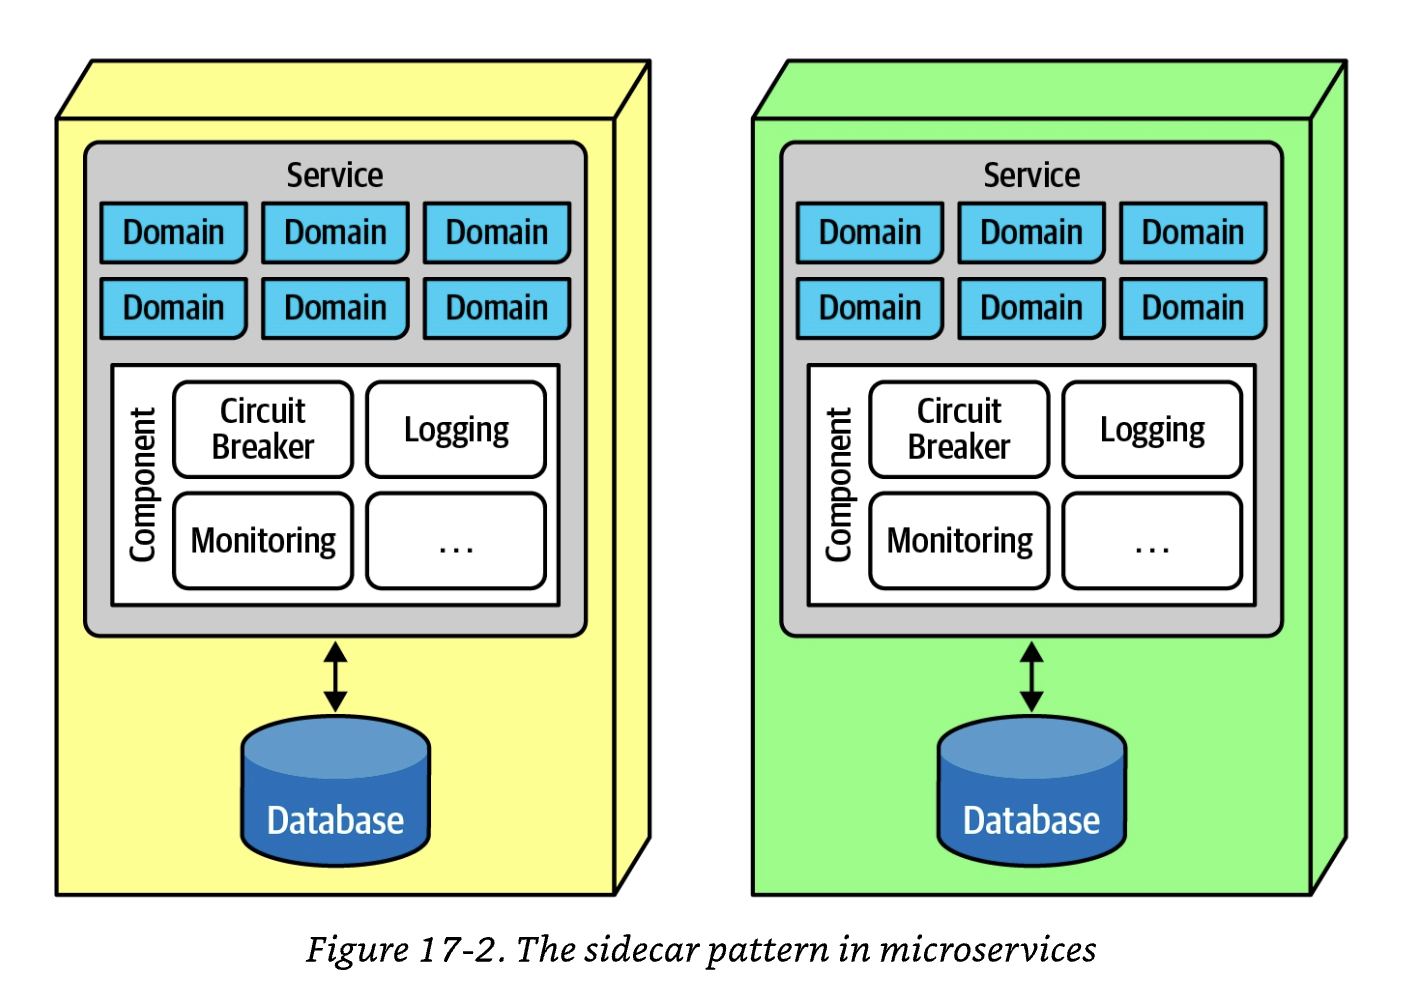 Service
Domain Domain Domain
Domain Domain Domain
Component
Circuit
Breaker
Logging
Monitoring
...
Database
Service
Domain Domain Domain
Domain Domain Domain
Component
Circuit
Breaker
Logging
Monitoring
...
Database
Figure 17-2. The sidecar pattern in microservices